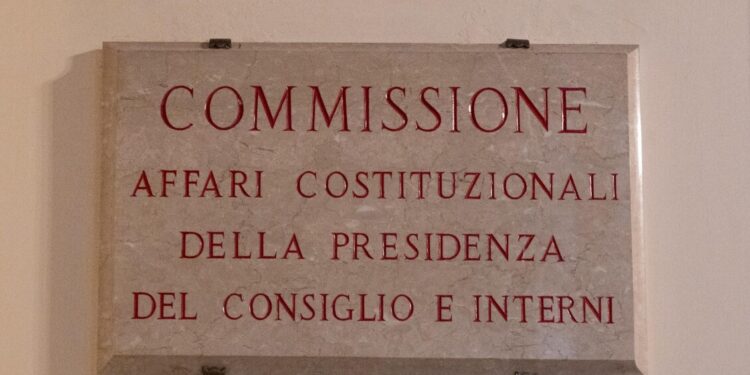 COMMISSIONE
AFFARI COSTITUZIONALI
DELLA PRESIDENZA
DEL CONSIGLIO E INTERNI